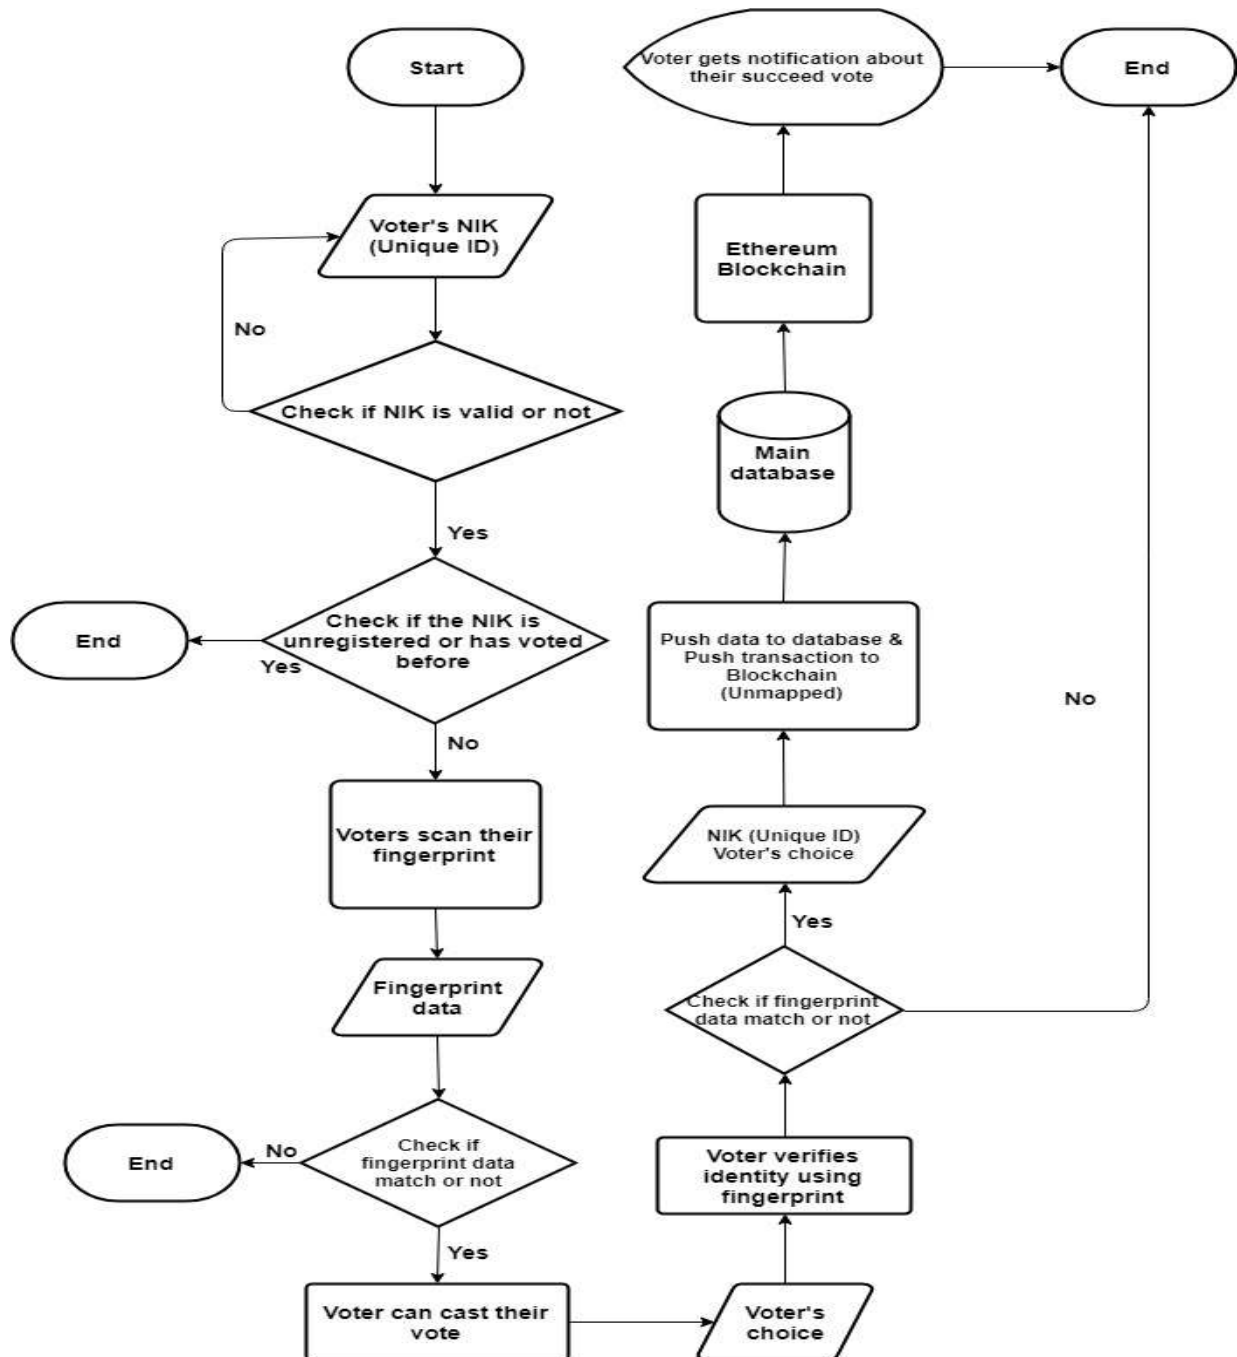 Start
Voter's NIK
(Unique ID)
No
Check if NIK is valid or not
Yes
Check if the NIK is
unregistered or has voted
before
End
Yes
No
Voters scan their
fingerprint
Fingerprint
data
Check if
fingerprint data
match or not
No
End
Yes
Voter can cast their
vote
Voter's
choice
Voter verifies
identity using
fingerprint
Check if fingerprint
data match or not
Yes
NIK (Unique ID)
Voter's choice
Push data to database &
Push transaction to
Blockchain
(Unmapped)
Main
database
Ethereum
Blockchain
Voter gets notification about
their succeed vote
End
No